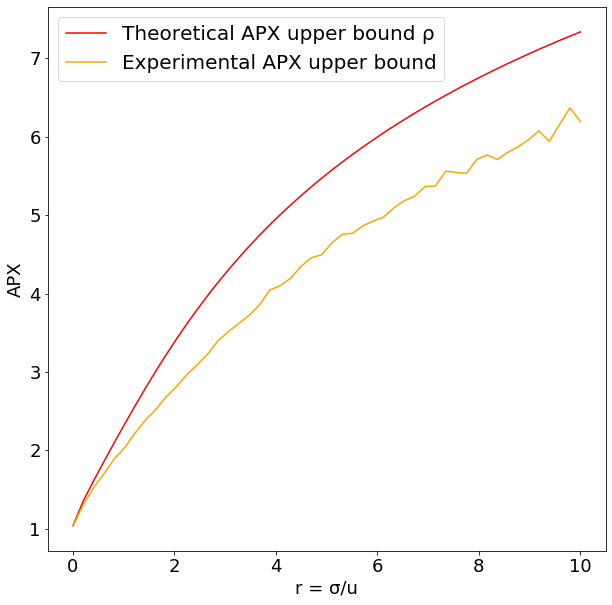 Theoretical APX upper bound ρ
Experimental APX upper bound
7
6
5
4
3
2
1
APX
0 2 4 6 8 10
r = σ/u